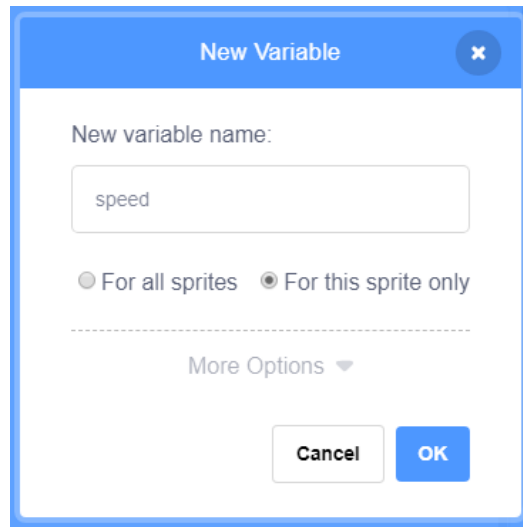 New Variable
New variable name:
speed
For all sprites For this sprite only
More Options
Cancel OK